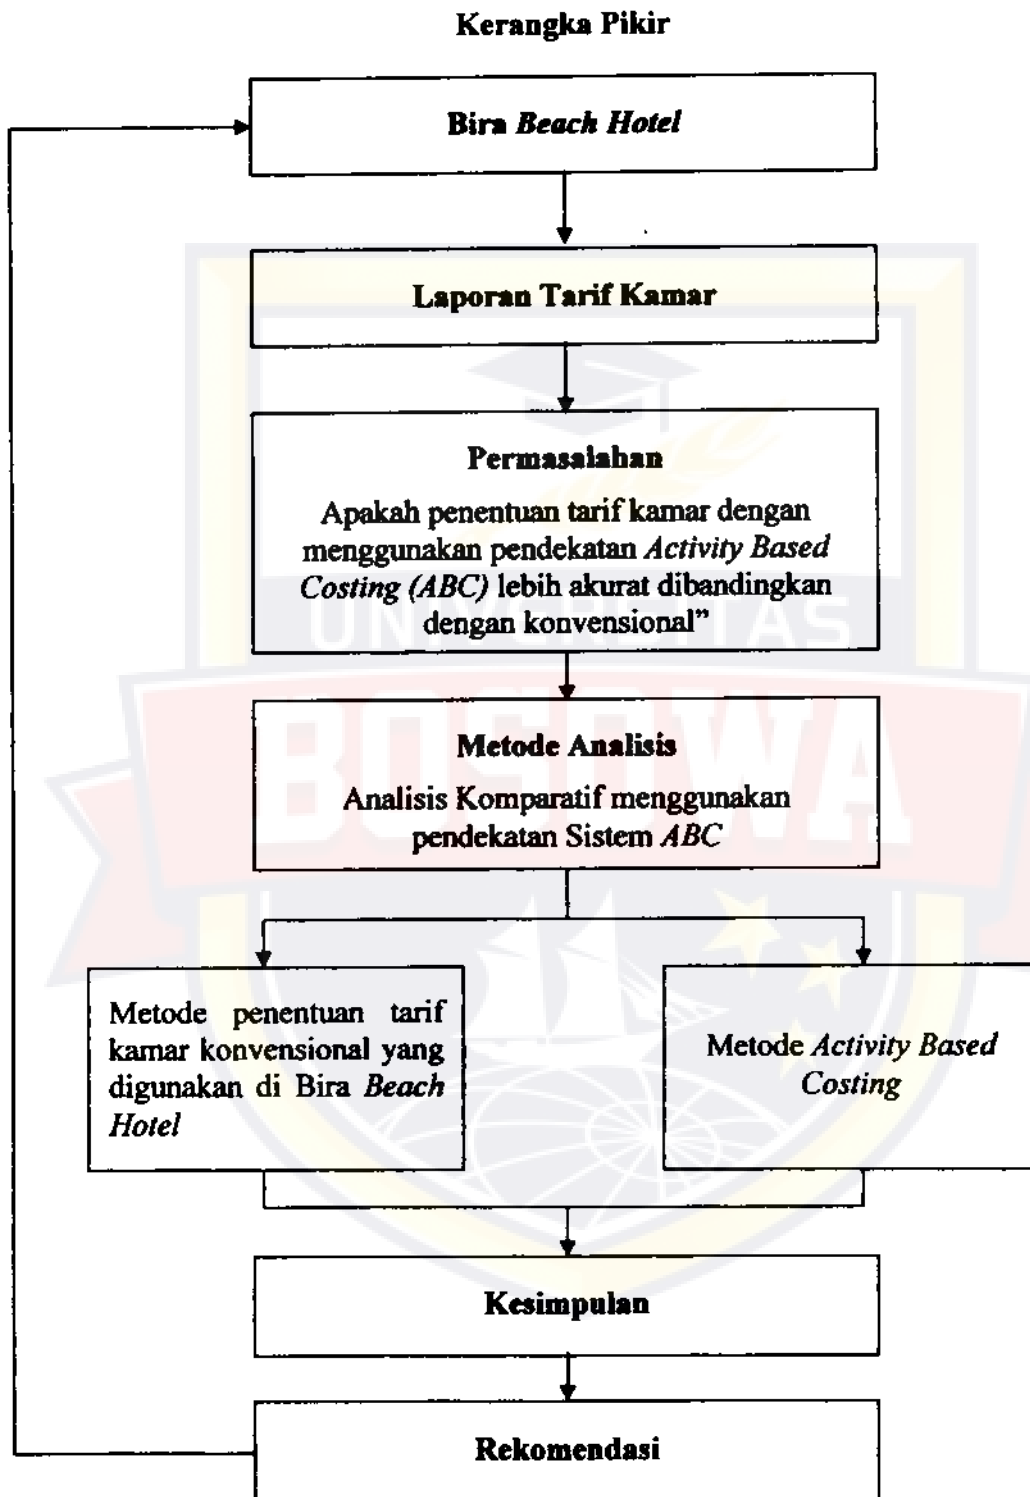 Kerangka Pikir
Bira Beach Hotel
Laporan Tarif Kamar
Permasalahan
Apakah penentuan tarif kamar dengan
menggunakan pendekatan Activity Based
Costing (ABC) lebih akurat dibandingkan
dengan konvensional”
UNIVERSITAS
BOSOWA
Metode Analisis
Analisis Komparatif menggunakan
pendekatan Sistem ABC
Metode penentuan tarif
kamar konvensional yang
digunakan di Bira Beach
Hotel
Metode Activity Based
Costing
Kesimpulan
Rekomendasi